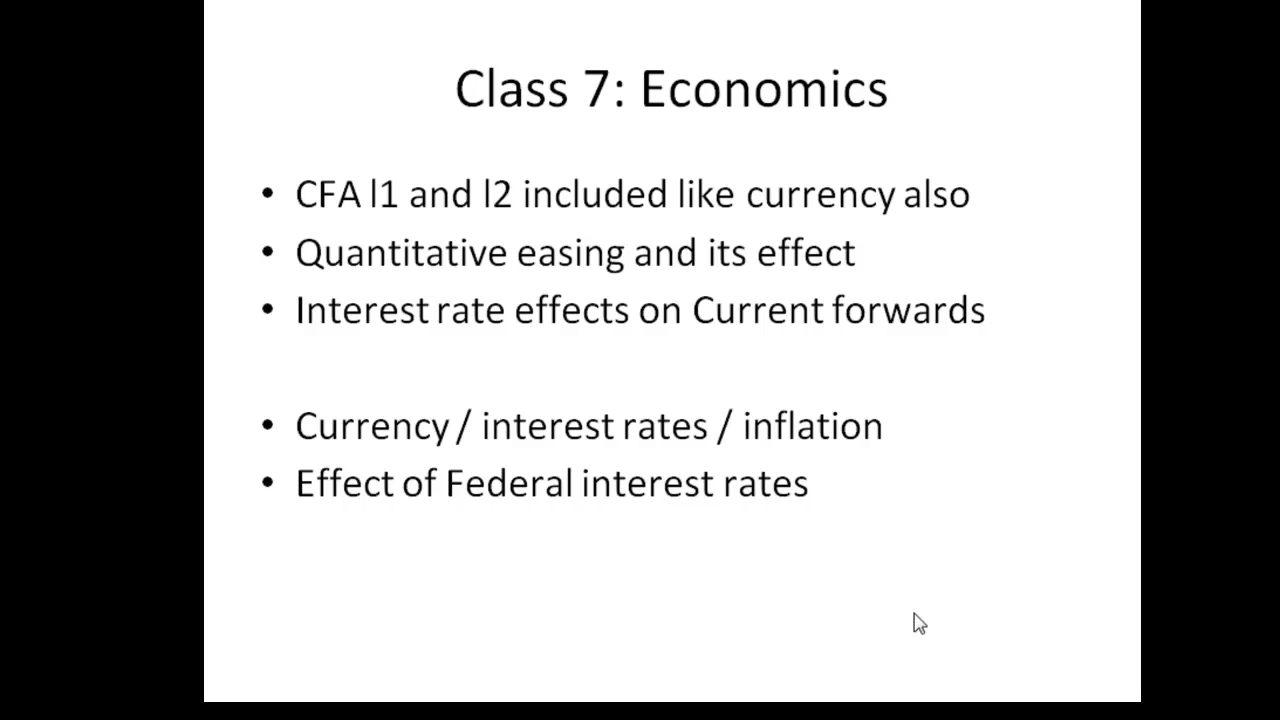 Class 7: Economics
• CFA l1 and l2 included like currency also
• Quantitative easing and its effect
• Interest rate effects on Current forwards
• Currency / interest rates / inflation
• Effect of Federal interest rates